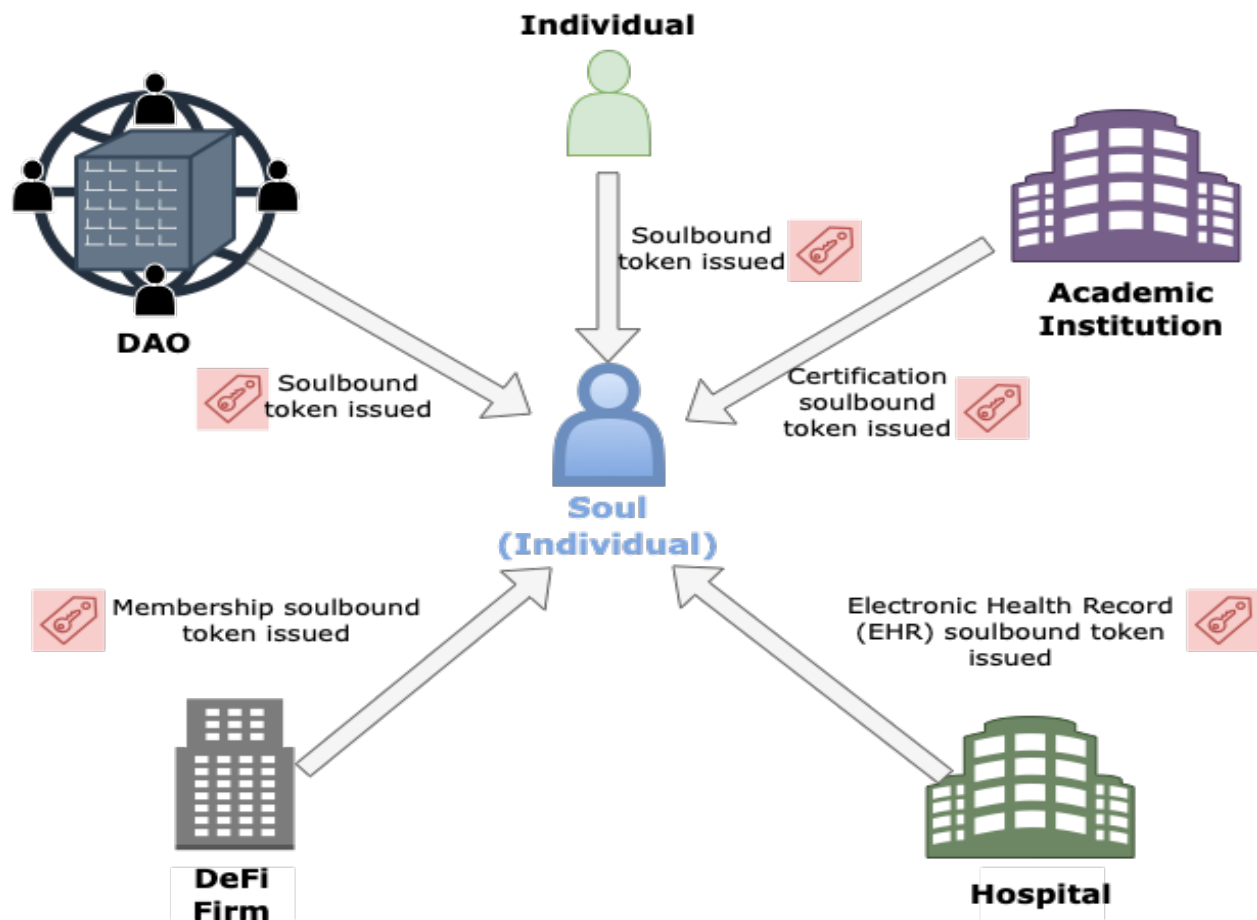 Individual
Soulbound
token issued
Academic
Institution
DAO
Soulbound
token issued
Certification
soulbound
token issued
Soul
(Individual)
Membership soulbound
token issued
Electronic Health Record
(EHR) soulbound token
issued
DeFi
Firm
Hospital